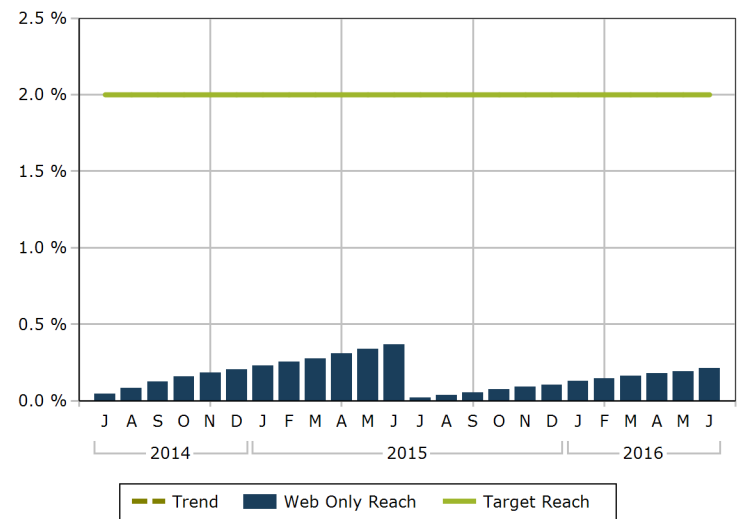 2.5 %
2.0 %
1.5 %
1.0 %
0.5 %
0.0 %
J A S O N D J F M A M J J A S O N D J F M A M J
2014 2015 2016
Trend Web Only Reach Target Reach